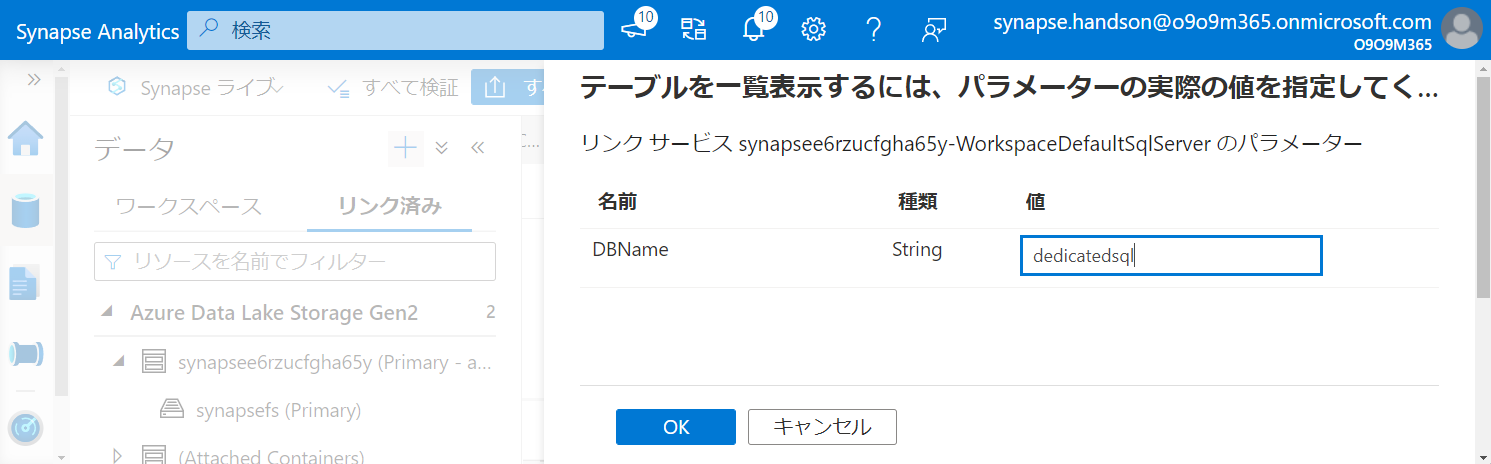 Synapse Analytics
検索
10
10
synapse.handson@o9o9m365.onmicrosoft.com
O9O9M365
Synapse ライブ
すべて検証
データ
ワークスペース
リンク済み
リソースを名前でフィルター
Azure Data Lake Storage Gen2
2
synapsee6rzucfgha65y (Primary - a...
synapsefs (Primary)
(Attached Containers)
テーブルを一覧表示するには、パラメーターの実際の値を指定してく...
リンク サービス synapsee6rzucfgha65y-WorkspaceDefaultSqlServer のパラメーター
名前 種類 値
DBName String dedicatedsql
OK
キャンセル